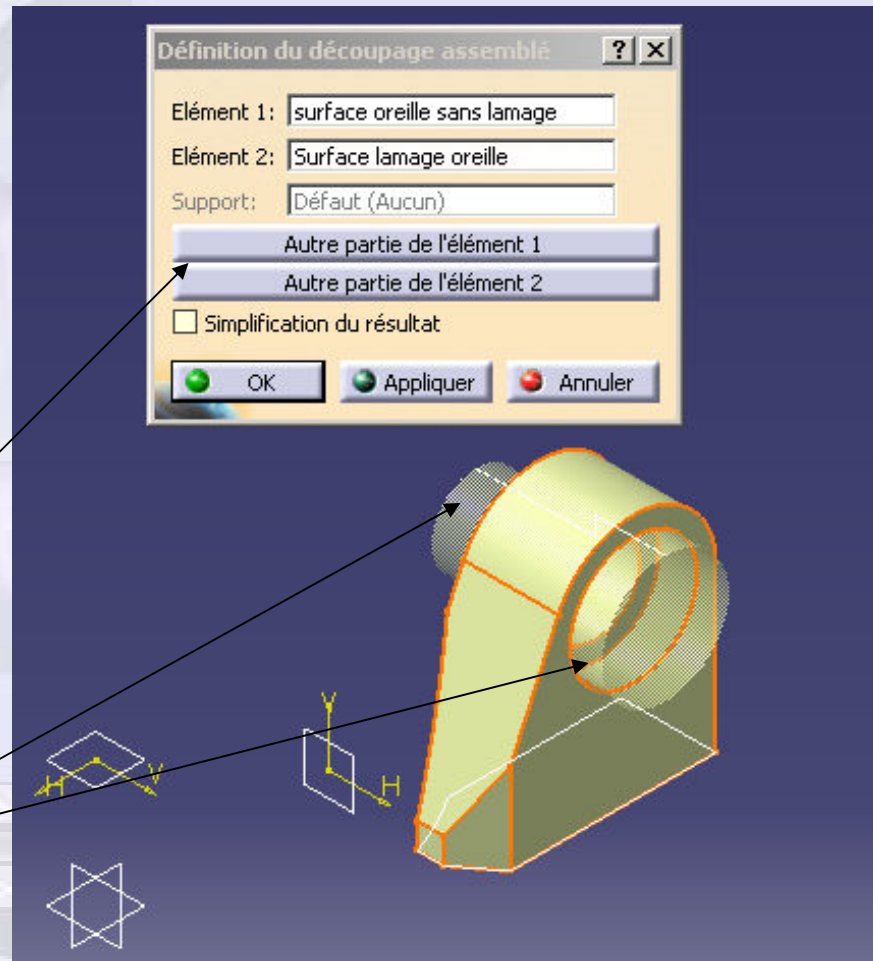 Définition du découpage assemblé ? X
Elément 1: surface oreille sans lamage
Elément 2: Surface lamage oreille
Support: Défaut (Aucun)
Autre partie de l'élément 1
Autre partie de l'élément 2
Simplification du résultat
OK Appliquer Annuler
V
H V H